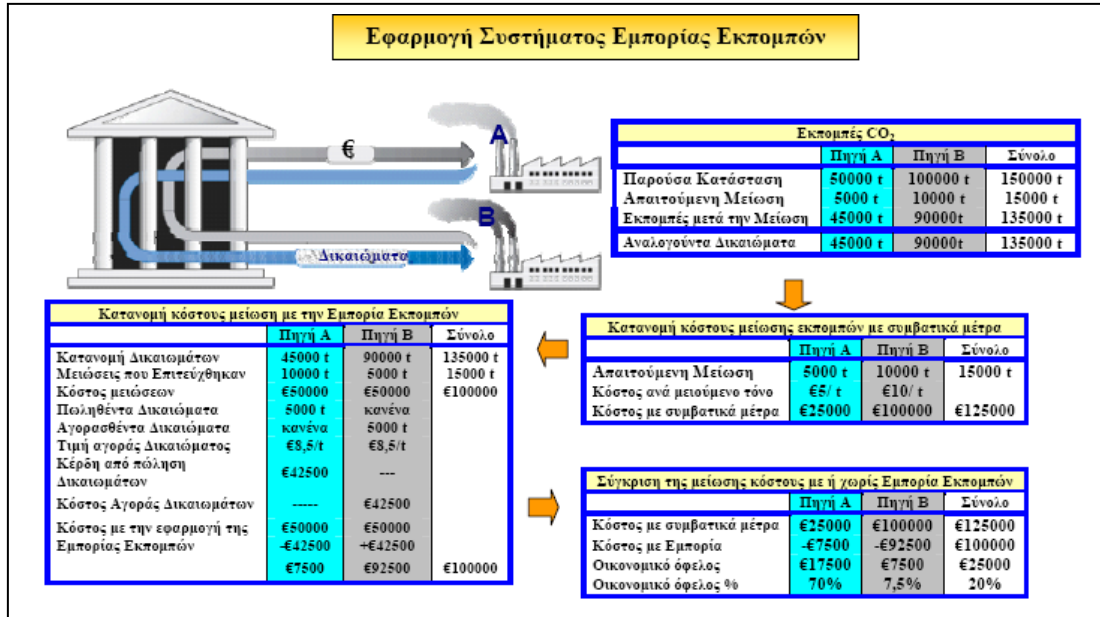 Εφαρμογή Συστήματος Εμπορίας Εκπομπών
€
A
B
Δικαιώματα
Εκπομπές CO₂
Πηγή Α Πηγή Β Σύνολο
Παρούσα Κατάσταση 50000 t 100000 t 150000 t
Απαιτούμενη Μείωση 5000 t 10000 t 15000 t
Εκπομπές μετά την Μείωση 45000 t 90000t 135000 t
Αναλογούντα Δικαιώματα 45000 t 90000t 135000 t
Κατανομή κόστους μείωσης εκπομπών με συμβατικά μέτρα
Πηγή Α Πηγή Β Σύνολο
Απαιτούμενη Μείωση 5000 t 10000 t 15000 t
Κόστος ανά μειούμενο τόνο €5/ t €10/ t
Κόστος με συμβατικά μέτρα €25000 €100000 €125000
Κατανομή κόστους μείωση με την Εμπορία Εκπομπών
Πηγή Α Πηγή Β Σύνολο
Κατανομή Δικαιωμάτων 45000 t 90000 t 135000 t
Μειώσεις που Επιτεύχθηκαν 10000 t 5000 t 15000 t
Κόστος μειώσεων €50000 €50000 €100000
Πωληθέντα Δικαιώματα 5000 t κανένα
Αγορασθέντα Δικαιώματα κανένα 5000 t
Τιμή αγοράς Δικαιώματος €8,5/t €8,5/t
Κέρδη από πώληση
Δικαιωμάτων €42500 ---
Κόστος Αγοράς Δικαιωμάτων ----- €42500
Κόστος με την εφαρμογή της €50000 €50000
Εμπορίας Εκπομπών -€42500 +€42500
€7500 €92500 €100000
Σύγκριση της μείωσης κόστους με ή χωρίς Εμπορία Εκπομπών
Πηγή Α Πηγή Β Σύνολο
Κόστος με συμβατικά μέτρα €25000 €100000 €125000
Κόστος με Εμπορία -€7500 -€92500 €100000
Οικονομικό όφελος €17500 €7500 €25000
Οικονομικό όφελος % 70% 7,5% 20%